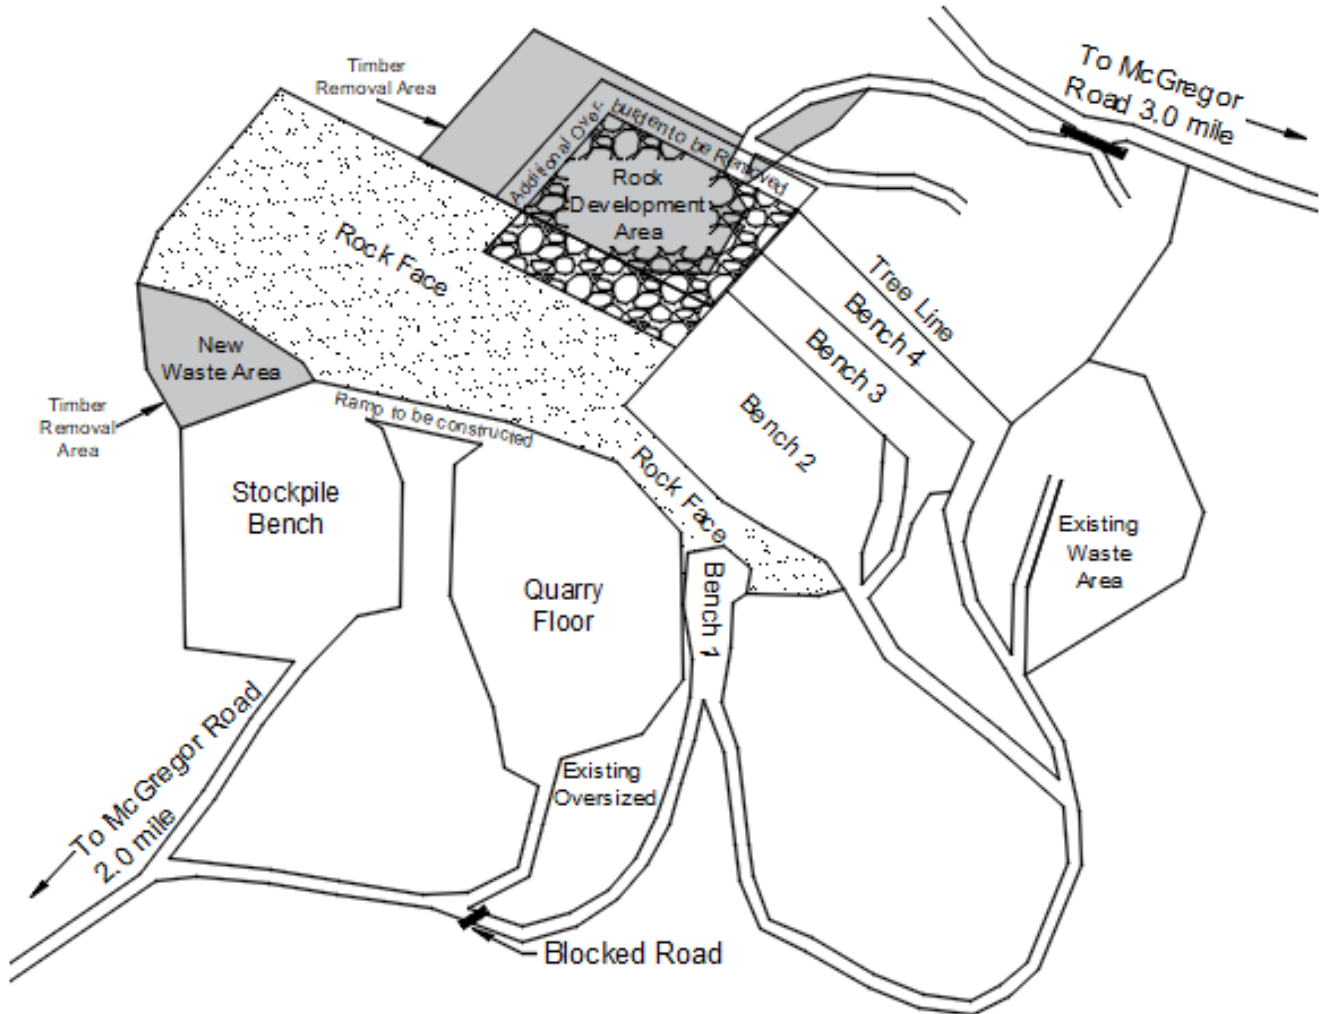 Timber
Removal Area
To McGregor
Road 3.0 mile
Additional Over-
burden to be Removed
Rock
Development
Area
Rock Face
Tree Line
Bench 4
Bench 3
Bench 2
New
Waste Area
Timber
Removal
Area
Ramp to be constructed
Rock Face
Stockpile
Bench
Existing
Waste
Area
Quarry
Floor
Bench 1
To McGregor Road
2.0 mile
Existing
Oversized
Blocked Road